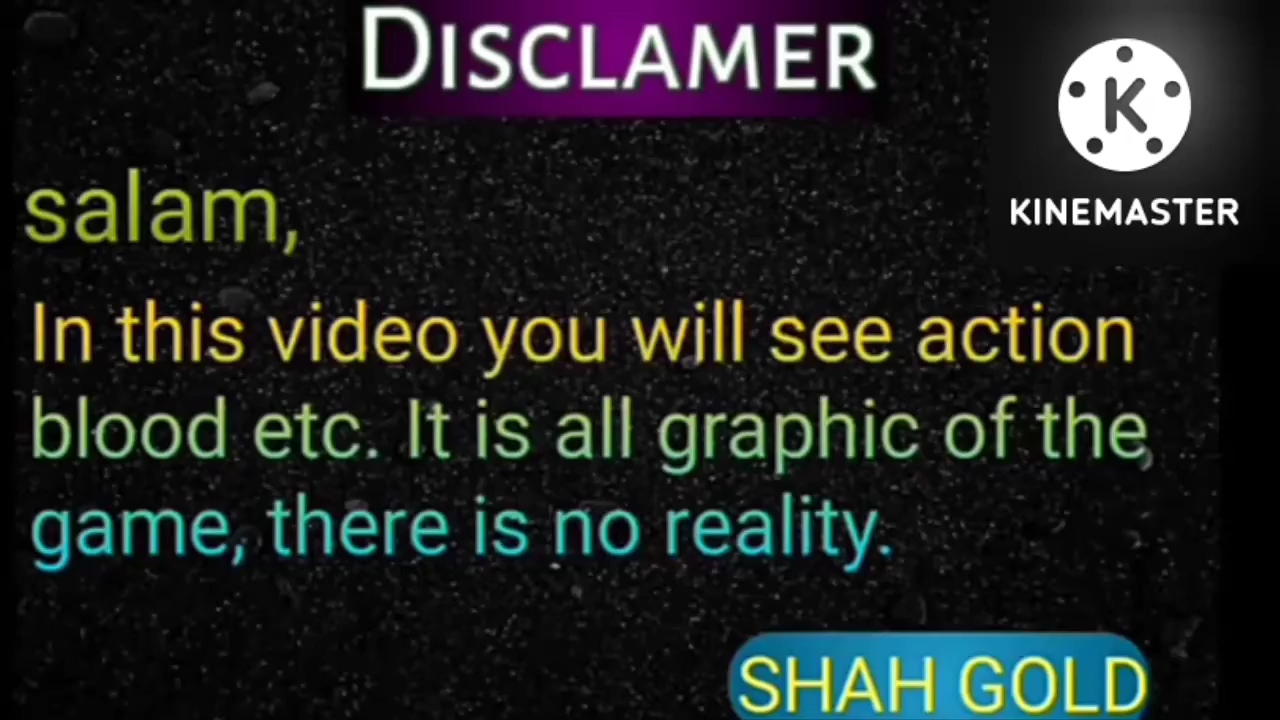 DISCLAMER
K
KINEMASTER
salam,
In this video you will see action
blood etc. It is all graphic of the
game, there is no reality.
SHAH GOLD